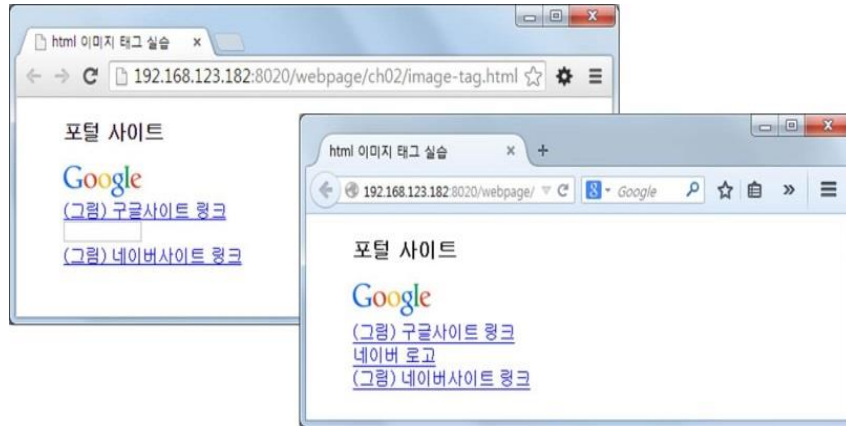 html 이미지 태그 실습
192.168.123.182:8020/webpage/ch02/image-tag.html
포털 사이트
Google
(그림) 구글사이트 링크
(그림) 네이버사이트 링크
html 이미지 태그 실습
192.168.123.182:8020/webpage/
Google
포털 사이트
Google
(그림) 구글사이트 링크
네이버 로고
(그림) 네이버사이트 링크